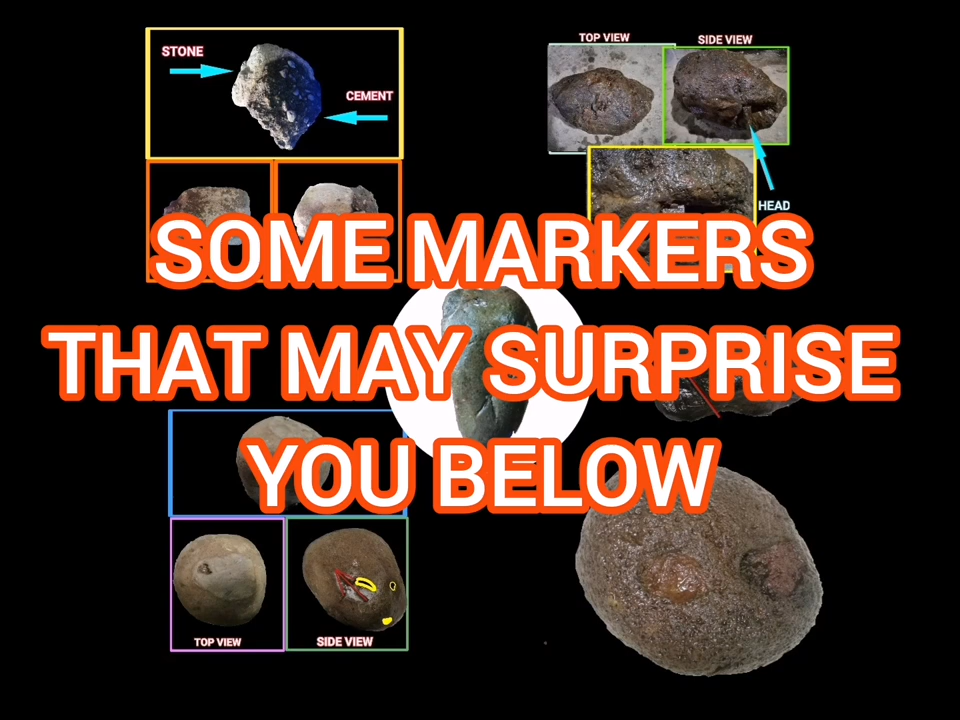 STONE
CEMENT
TOP VIEW
SIDE VIEW
HEAD
SOME MARKERS
THAT MAY SURPRISE
YOU BELOW
TOP VIEW
SIDE VIEW